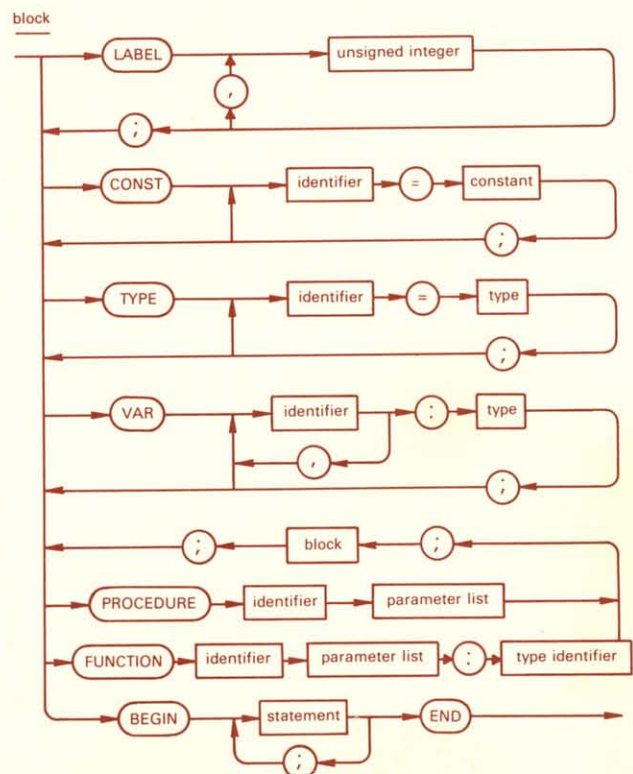 block
LABEL unsigned integer
,
;
CONST identifier = constant
;
TYPE identifier = type
;
VAR identifier : type
,
;
; block ;
PROCEDURE identifier parameter list
FUNCTION identifier parameter list : type identifier
BEGIN statement END
;